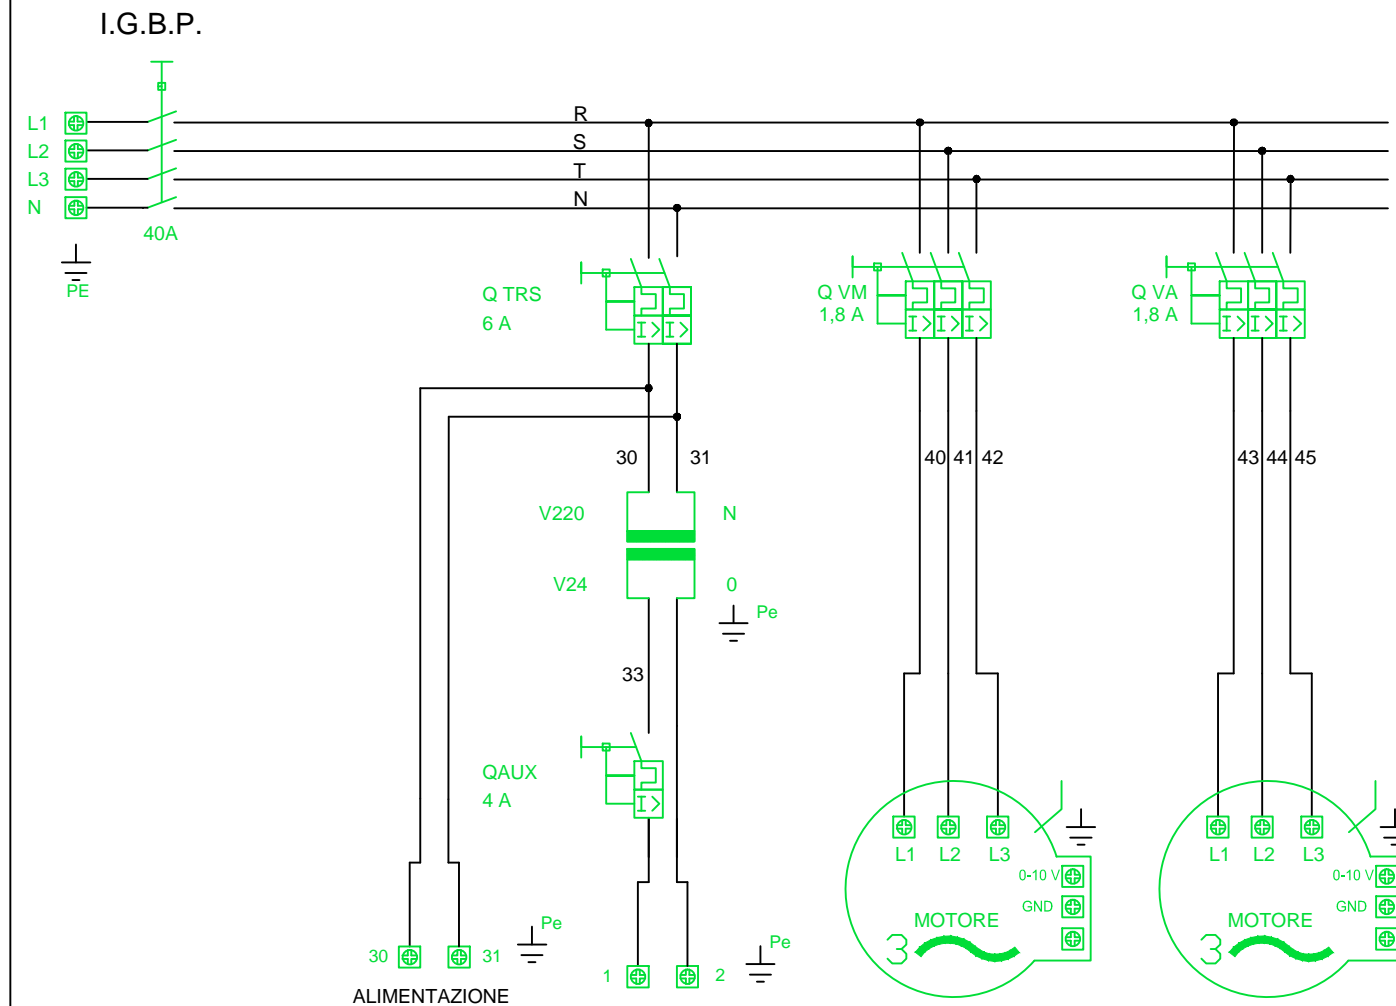 I.G.B.P.
L1
L2
L3
N
R
S
T
N
40A
PE
Q TRS
6 A
I>
I>
Q VM
1,8 A
I> I> I>
Q VA
1,8 A
I> I> I>
30
31
40 41 42
43 44 45
V220
N
V24
0
Pe
33
QAUX
4 A
I>
L1 L2 L3
0-10 V
GND
MOTORE
3
L1 L2 L3
0-10 V
GND
MOTORE
3
30
31
Pe
1
2
Pe
ALIMENTAZIONE